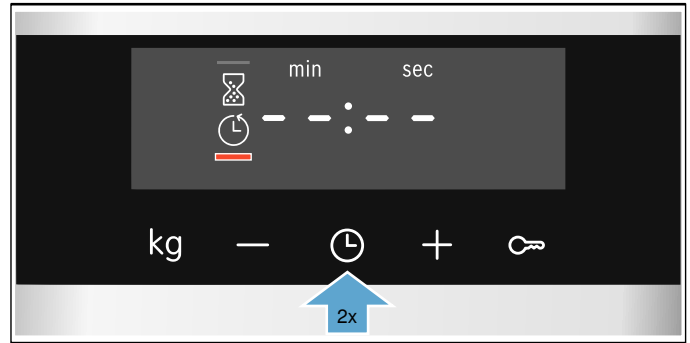 min sec
--:--
kg − +
2x